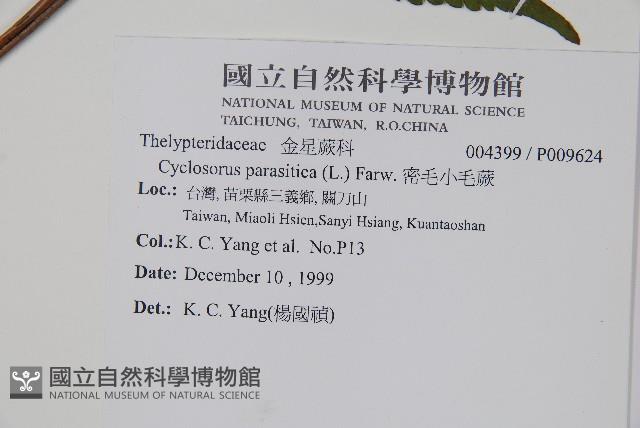 國立自然科學博物館
NATIONAL MUSEUM OF NATURAL SCIENCE
TAICHUNG, TAIWAN, R.O.CHINA
Thelypteridaceae 金星蕨科 004399 / P009624
Cyclosorus parasitica (L.) Farw. 密毛小毛蕨
Loc.: 台灣, 苗栗縣三義鄉, 關刀山
Taiwan, Miaoli Hsien,Sanyi Hsiang, Kuantaoshan
Col.: K. C. Yang et al. No.P13
Date: December 10 , 1999
Det.: K. C. Yang(楊國禎)
國立自然科學博物館
NATIONAL MUSEUM OF NATURAL SCIENCE